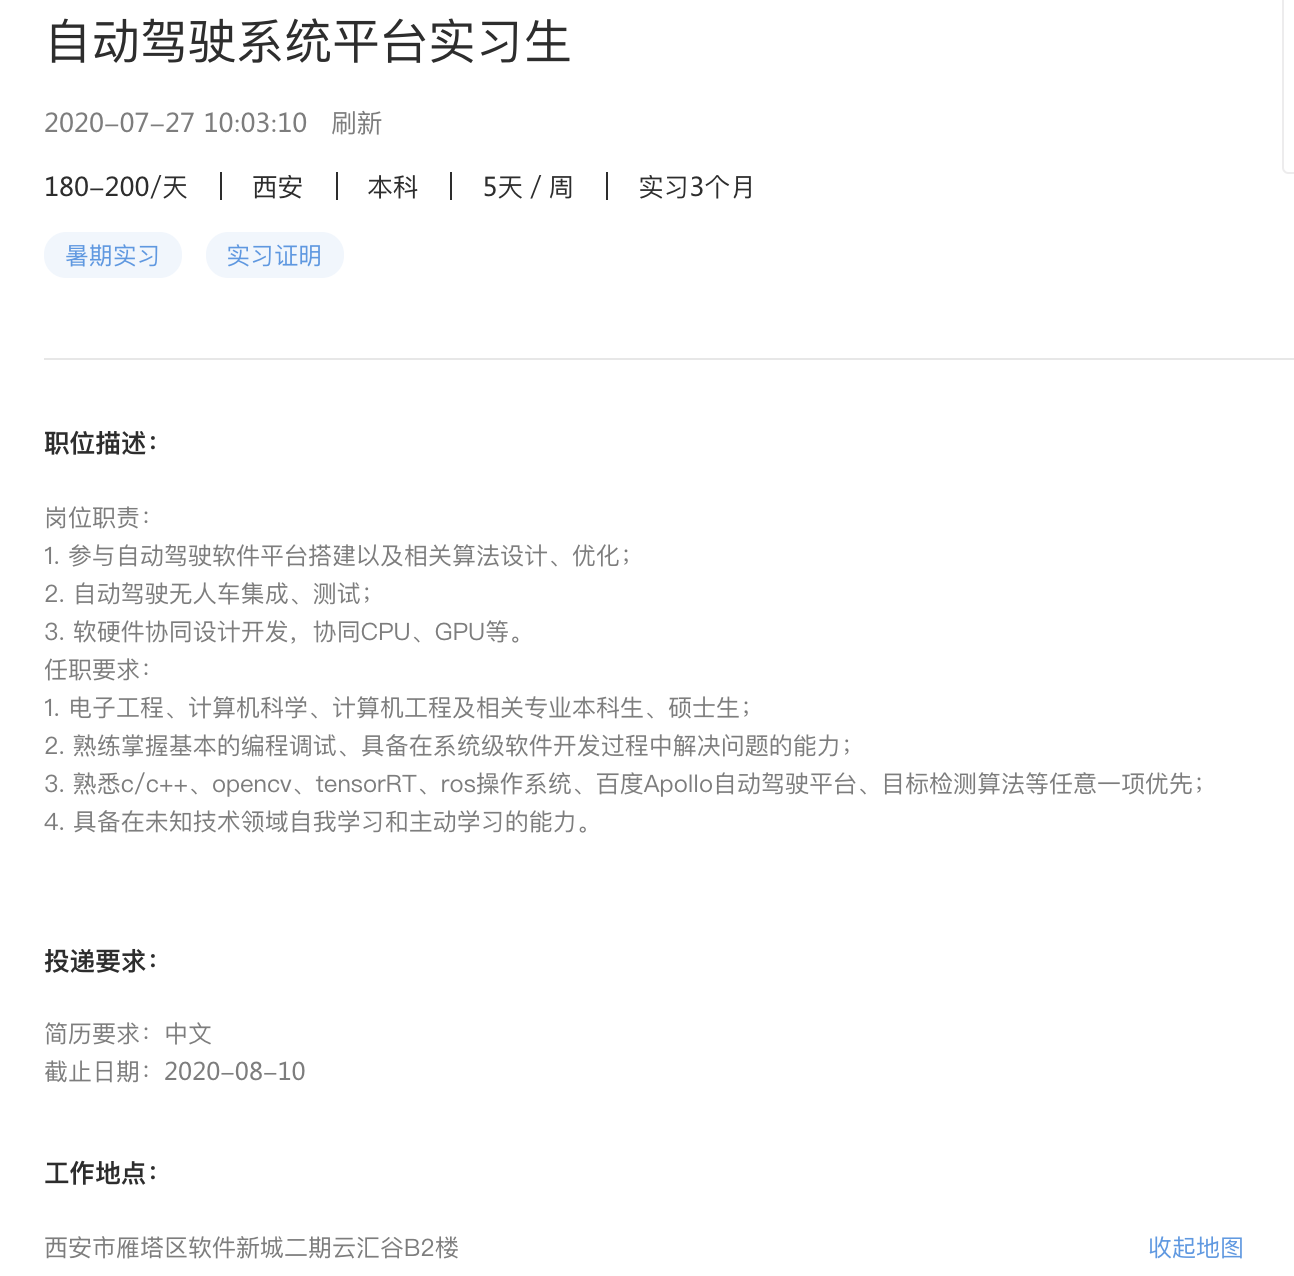 自动驾驶系统平台实习生
2020-07-27 10:03:10 刷新
180-200/天 | 西安 | 本科 | 5天 / 周 | 实习3个月
暑期实习 实习证明
职位描述：
岗位职责：
1. 参与自动驾驶软件平台搭建以及相关算法设计、优化；
2. 自动驾驶无人车集成、测试；
3. 软硬件协同设计开发，协同CPU、GPU等。
任职要求：
1. 电子工程、计算机科学、计算机工程及相关专业本科生、硕士生；
2. 熟练掌握基本的编程调试、具备在系统级软件开发过程中解决问题的能力；
3. 熟悉c/c++、opencv、tensorRT、ros操作系统、百度Apollo自动驾驶平台、目标检测算法等任意一项优先；
4. 具备在未知技术领域自我学习和主动学习的能力。
投递要求：
简历要求：中文
截止日期：2020-08-10
工作地点：
西安市雁塔区软件新城二期云汇谷B2楼 收起地图